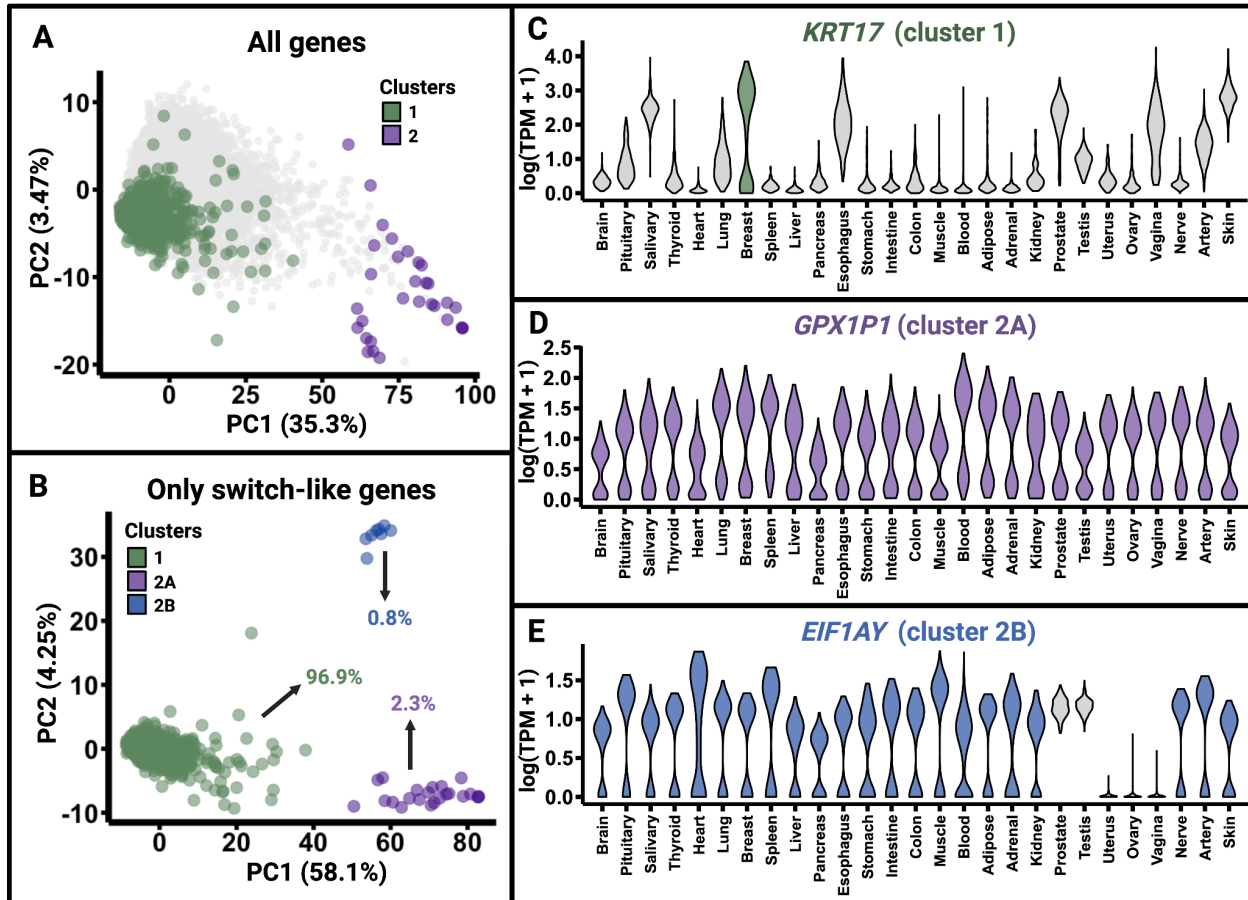 A
All genes
Clusters
1
2
10
0
-10
-20
PC2 (3.47%)
0
25
50
75
100
PC1 (35.3%)
B
Only switch-like genes
Clusters
1
2A
2B
0.8%
96.9%
2.3%
30
20
10
0
-10
PC2 (4.25%)
0
20
40
60
80
PC1 (58.1%)
C
KRT17 (cluster 1)
log(TPM + 1)
4.0
3.0
2.0
1.0
0.0
Brain
Pituitary
Salivary
Thyroid
Heart
Lung
Breast
Spleen
Liver
Pancreas
Esophagus
Stomach
Intestine
Colon
Muscle
Blood
Adipose
Adrenal
Kidney
Prostate
Testis
Uterus
Ovary
Vagina
Nerve
Artery
Skin
D
GPX1P1 (cluster 2A)
log(TPM + 1)
2.5
2.0
1.5
1.0
0.5
0.0
Brain
Pituitary
Salivary
Thyroid
Heart
Lung
Breast
Spleen
Liver
Pancreas
Esophagus
Stomach
Intestine
Colon
Muscle
Blood
Adipose
Adrenal
Kidney
Prostate
Testis
Uterus
Ovary
Vagina
Nerve
Artery
Skin
E
EIF1AY (cluster 2B)
log(TPM + 1)
1.5
1.0
0.5
0.0
Brain
Pituitary
Salivary
Thyroid
Heart
Lung
Breast
Spleen
Liver
Pancreas
Esophagus
Stomach
Intestine
Colon
Muscle
Blood
Adipose
Adrenal
Kidney
Prostate
Testis
Uterus
Ovary
Vagina
Nerve
Artery
Skin